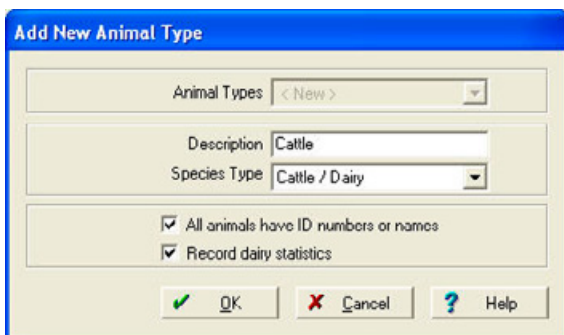 Add New Animal Type
Animal Types < New >
Description Cattle
Species Type Cattle / Dairy
All animals have ID numbers or names
Record dairy statistics
OK Cancel ? Help